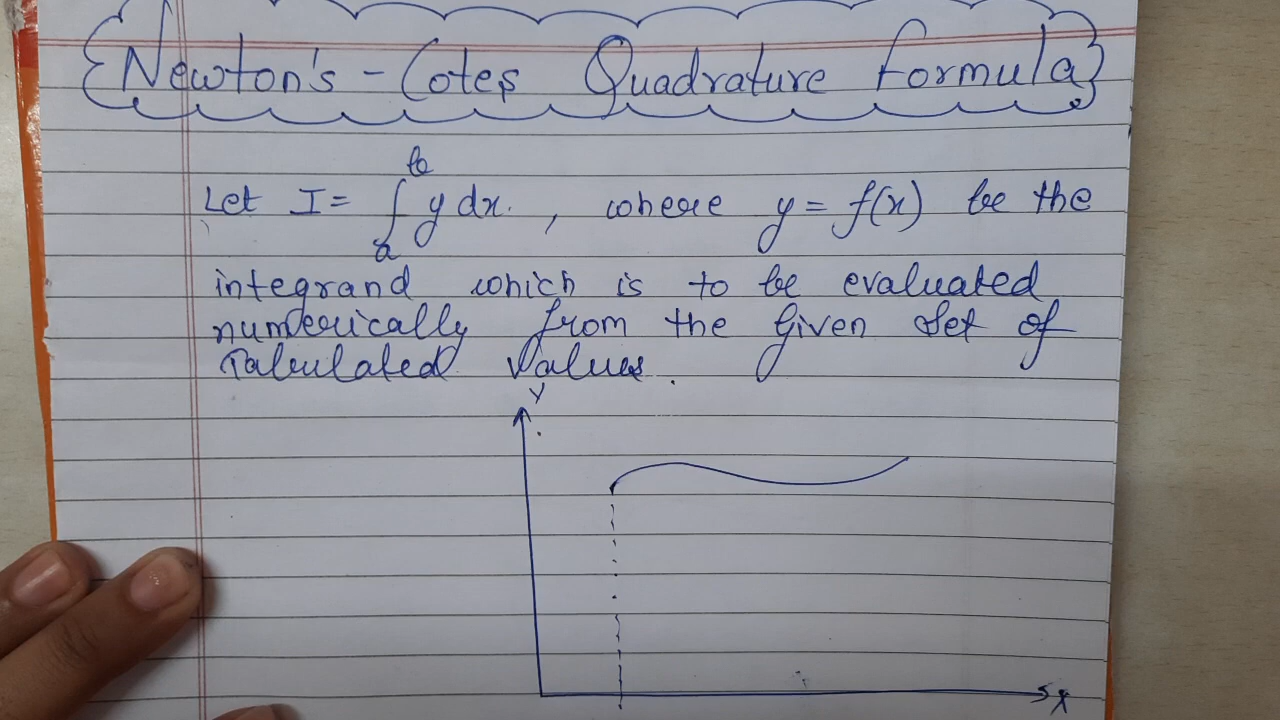 Newton's - Cotes Quadrature formula
Let I = ∫ₐᵇ y dx. , where y = f(x) be the
integrand which is to be evaluated
numerically from the given set of
Tabulated Values.
Y
X